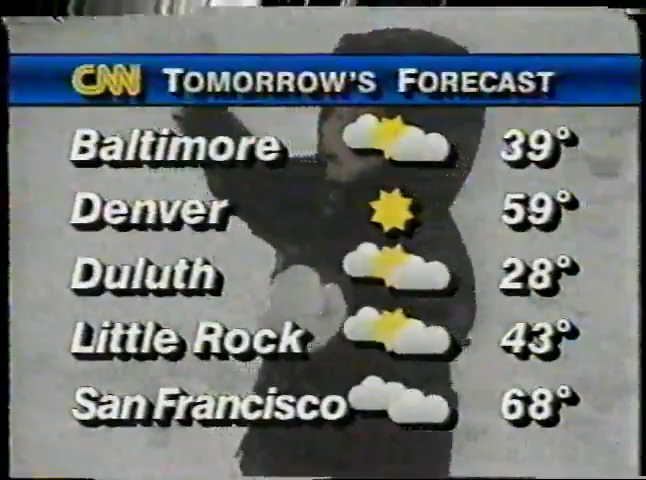 CNN TOMORROW'S FORECAST
Baltimore 39°
Denver 59°
Duluth 28°
Little Rock 43°
San Francisco 68°